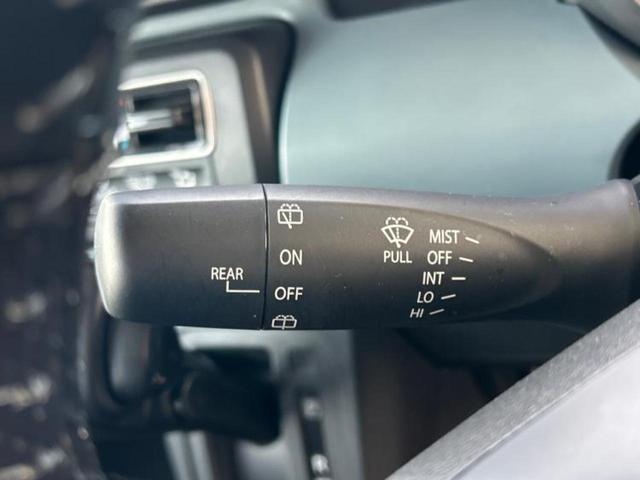 REAR
ON
OFF
PULL
MIST
OFF
INT
LO
HI